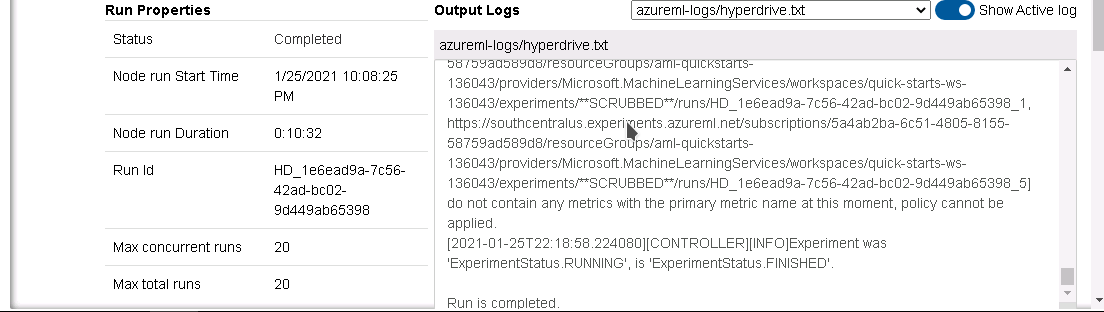 Run Properties
Status Completed
Node run Start Time 1/25/2021 10:08:25
PM
Node run Duration 0:10:32
Run Id HD_1e6ead9a-7c56-
42ad-bc02-
9d449ab65398
Max concurrent runs 20
Max total runs 20
Output Logs azureml-logs/hyperdrive.txt Show Active log
azureml-logs/hyperdrive.txt
58759ad589d8/resourceGroups/aml-quickstarts-
136043/providers/Microsoft.MachineLearningServices/workspaces/quick-starts-ws-
136043/experiments/**SCRUBBED**/runs/HD_1e6ead9a-7c56-42ad-bc02-9d449ab65398_1,
https://southcentralus.experiments.azureml.net/subscriptions/5a4ab2ba-6c51-4805-8155-
58759ad589d8/resourceGroups/aml-quickstarts-
136043/providers/Microsoft.MachineLearningServices/workspaces/quick-starts-ws-
136043/experiments/**SCRUBBED**/runs/HD_1e6ead9a-7c56-42ad-bc02-9d449ab65398_5]
do not contain any metrics with the primary metric name at this moment, policy cannot be
applied.
[2021-01-25T22:18:58.224080][CONTROLLER][INFO]Experiment was
'ExperimentStatus.RUNNING', is 'ExperimentStatus.FINISHED'.
Run is completed.